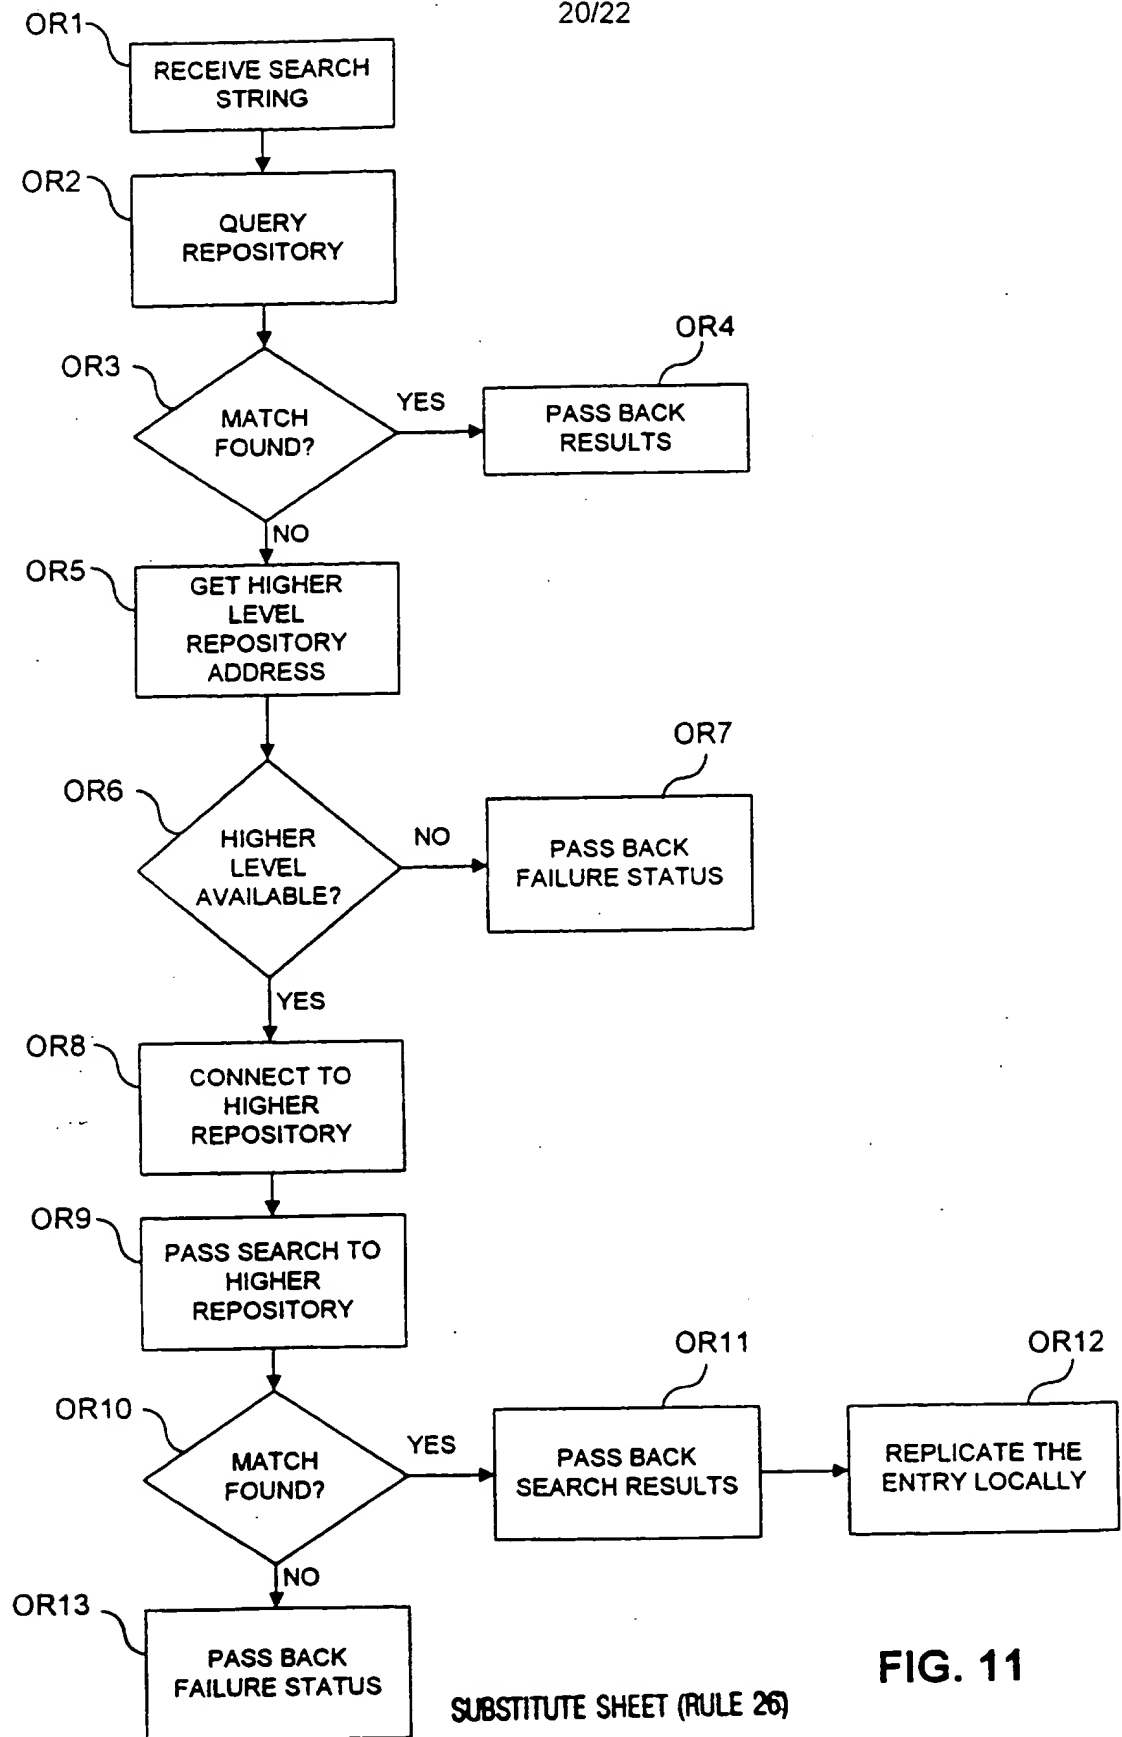 20/22
OR1
RECEIVE SEARCH
STRING
OR2
QUERY
REPOSITORY
OR3
MATCH
FOUND?
YES
OR4
PASS BACK
RESULTS
NO
OR5
GET HIGHER
LEVEL
REPOSITORY
ADDRESS
OR6
HIGHER
LEVEL
AVAILABLE?
NO
OR7
PASS BACK
FAILURE STATUS
YES
OR8
CONNECT TO
HIGHER
REPOSITORY
OR9
PASS SEARCH TO
HIGHER
REPOSITORY
OR10
MATCH
FOUND?
YES
OR11
PASS BACK
SEARCH RESULTS
OR12
REPLICATE THE
ENTRY LOCALLY
NO
OR13
PASS BACK
FAILURE STATUS
FIG. 11
SUBSTITUTE SHEET (RULE 26)